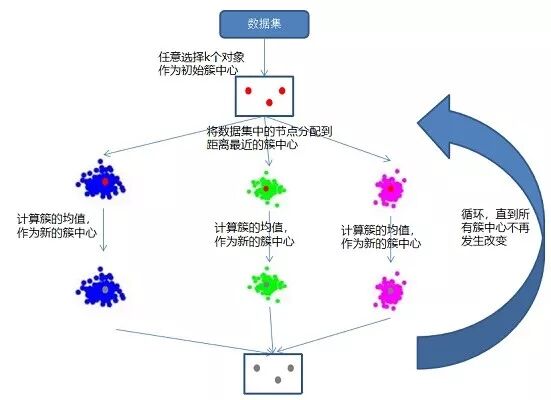 数据集
任意选择k个对象
作为初始簇中心
将数据集中的节点分配到
距离最近的簇中心
计算簇的均值,
作为新的簇中心
计算簇的均值,
作为新的簇中心
计算簇的均值,
作为新的簇中心
循环，直到所
有簇中心不再
发生改变